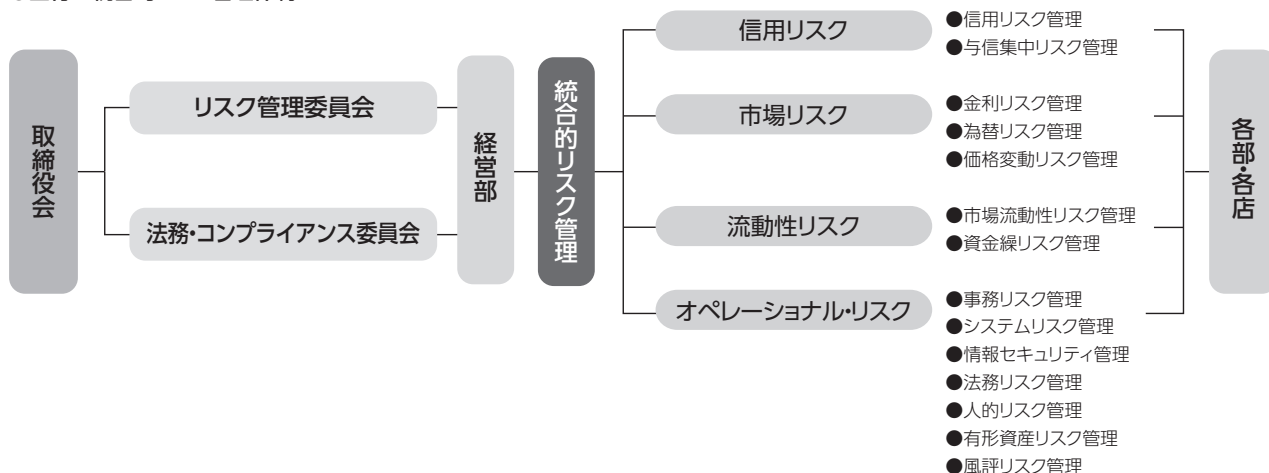 取締役会
リスク管理委員会
法務・コンプライアンス委員会
経営部
統合的リスク管理
信用リスク
●信用リスク管理
●与信集中リスク管理
市場リスク
●金利リスク管理
●為替リスク管理
●価格変動リスク管理
流動性リスク
●市場流動性リスク管理
●資金繰リスク管理
オペレーショナル・リスク
●事務リスク管理
●システムリスク管理
●情報セキュリティ管理
●法務リスク管理
●人的リスク管理
●有形資産リスク管理
●風評リスク管理
各部・各店